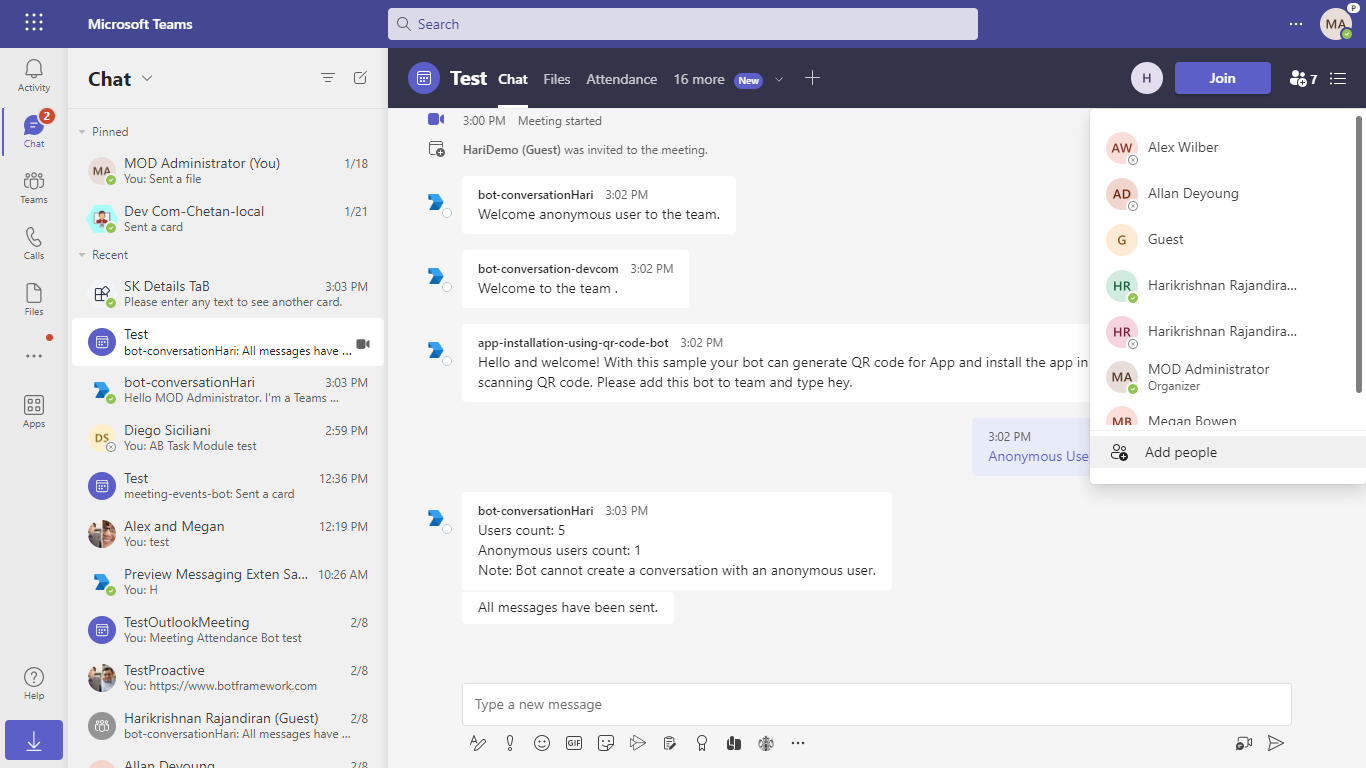 Microsoft Teams
Search
MA
P
Activity
2
Chat
Teams
Calls
Files
Apps
Help
Chat
Pinned
MA
MOD Administrator (You)
1/18
You: Sent a file
Dev Com-Chetan-local
1/21
Sent a card
Recent
SK Details TaB
3:03 PM
Please enter any text to see another card.
Test
bot-conversationHari: All messages have ...
bot-conversationHari
3:03 PM
Hello MOD Administrator. I'm a Teams ...
DS
Diego Siciliani
2:59 PM
You: AB Task Module test
Test
12:36 PM
meeting-events-bot: Sent a card
Alex and Megan
12:19 PM
You: test
Preview Messaging Exten Sa...
10:26 AM
You: H
TestOutlookMeeting
2/8
You: Meeting Attendance Bot test
TestProactive
2/8
You: https://www.botframework.com
Harikrishnan Rajandiran (Guest)
2/8
bot-conversationHari: All messages have ...
Allan Deyoung
2/8
Test
Chat
Files
Attendance
16 more
New
H
Join
7
3:00 PM Meeting started
HariDemo (Guest) was invited to the meeting.
bot-conversationHari 3:02 PM
Welcome anonymous user to the team.
bot-conversation-devcom 3:02 PM
Welcome to the team .
app-installation-using-qr-code-bot 3:02 PM
Hello and welcome! With this sample your bot can generate QR code for App and install the app in
scanning QR code. Please add this bot to team and type hey.
3:02 PM
Anonymous Use
bot-conversationHari 3:03 PM
Users count: 5
Anonymous users count: 1
Note: Bot cannot create a conversation with an anonymous user.
All messages have been sent.
Type a new message
GIF
AW Alex Wilber
AD Allan Deyoung
G Guest
HR Harikrishnan Rajandira...
HR Harikrishnan Rajandira...
MA MOD Administrator
Organizer
MB Megan Bowen
Add people